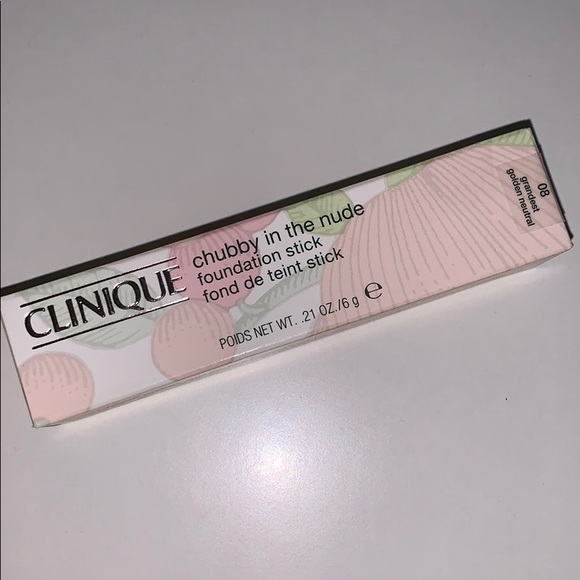 CLINIQUE
chubby in the nude
foundation stick
fond de teint stick
POIDS NET WT. .21 OZ./6 g ℮
08
grandest
golden neutral